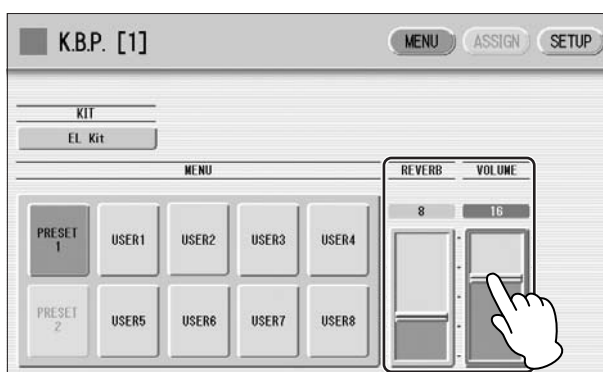 K.B.P. [1] MENU ASSIGN SETUP
KIT
EL Kit
MENU REVERB VOLUME
8 16
PRESET 1 USER1 USER2 USER3 USER4
PRESET 2 USER5 USER6 USER7 USER8